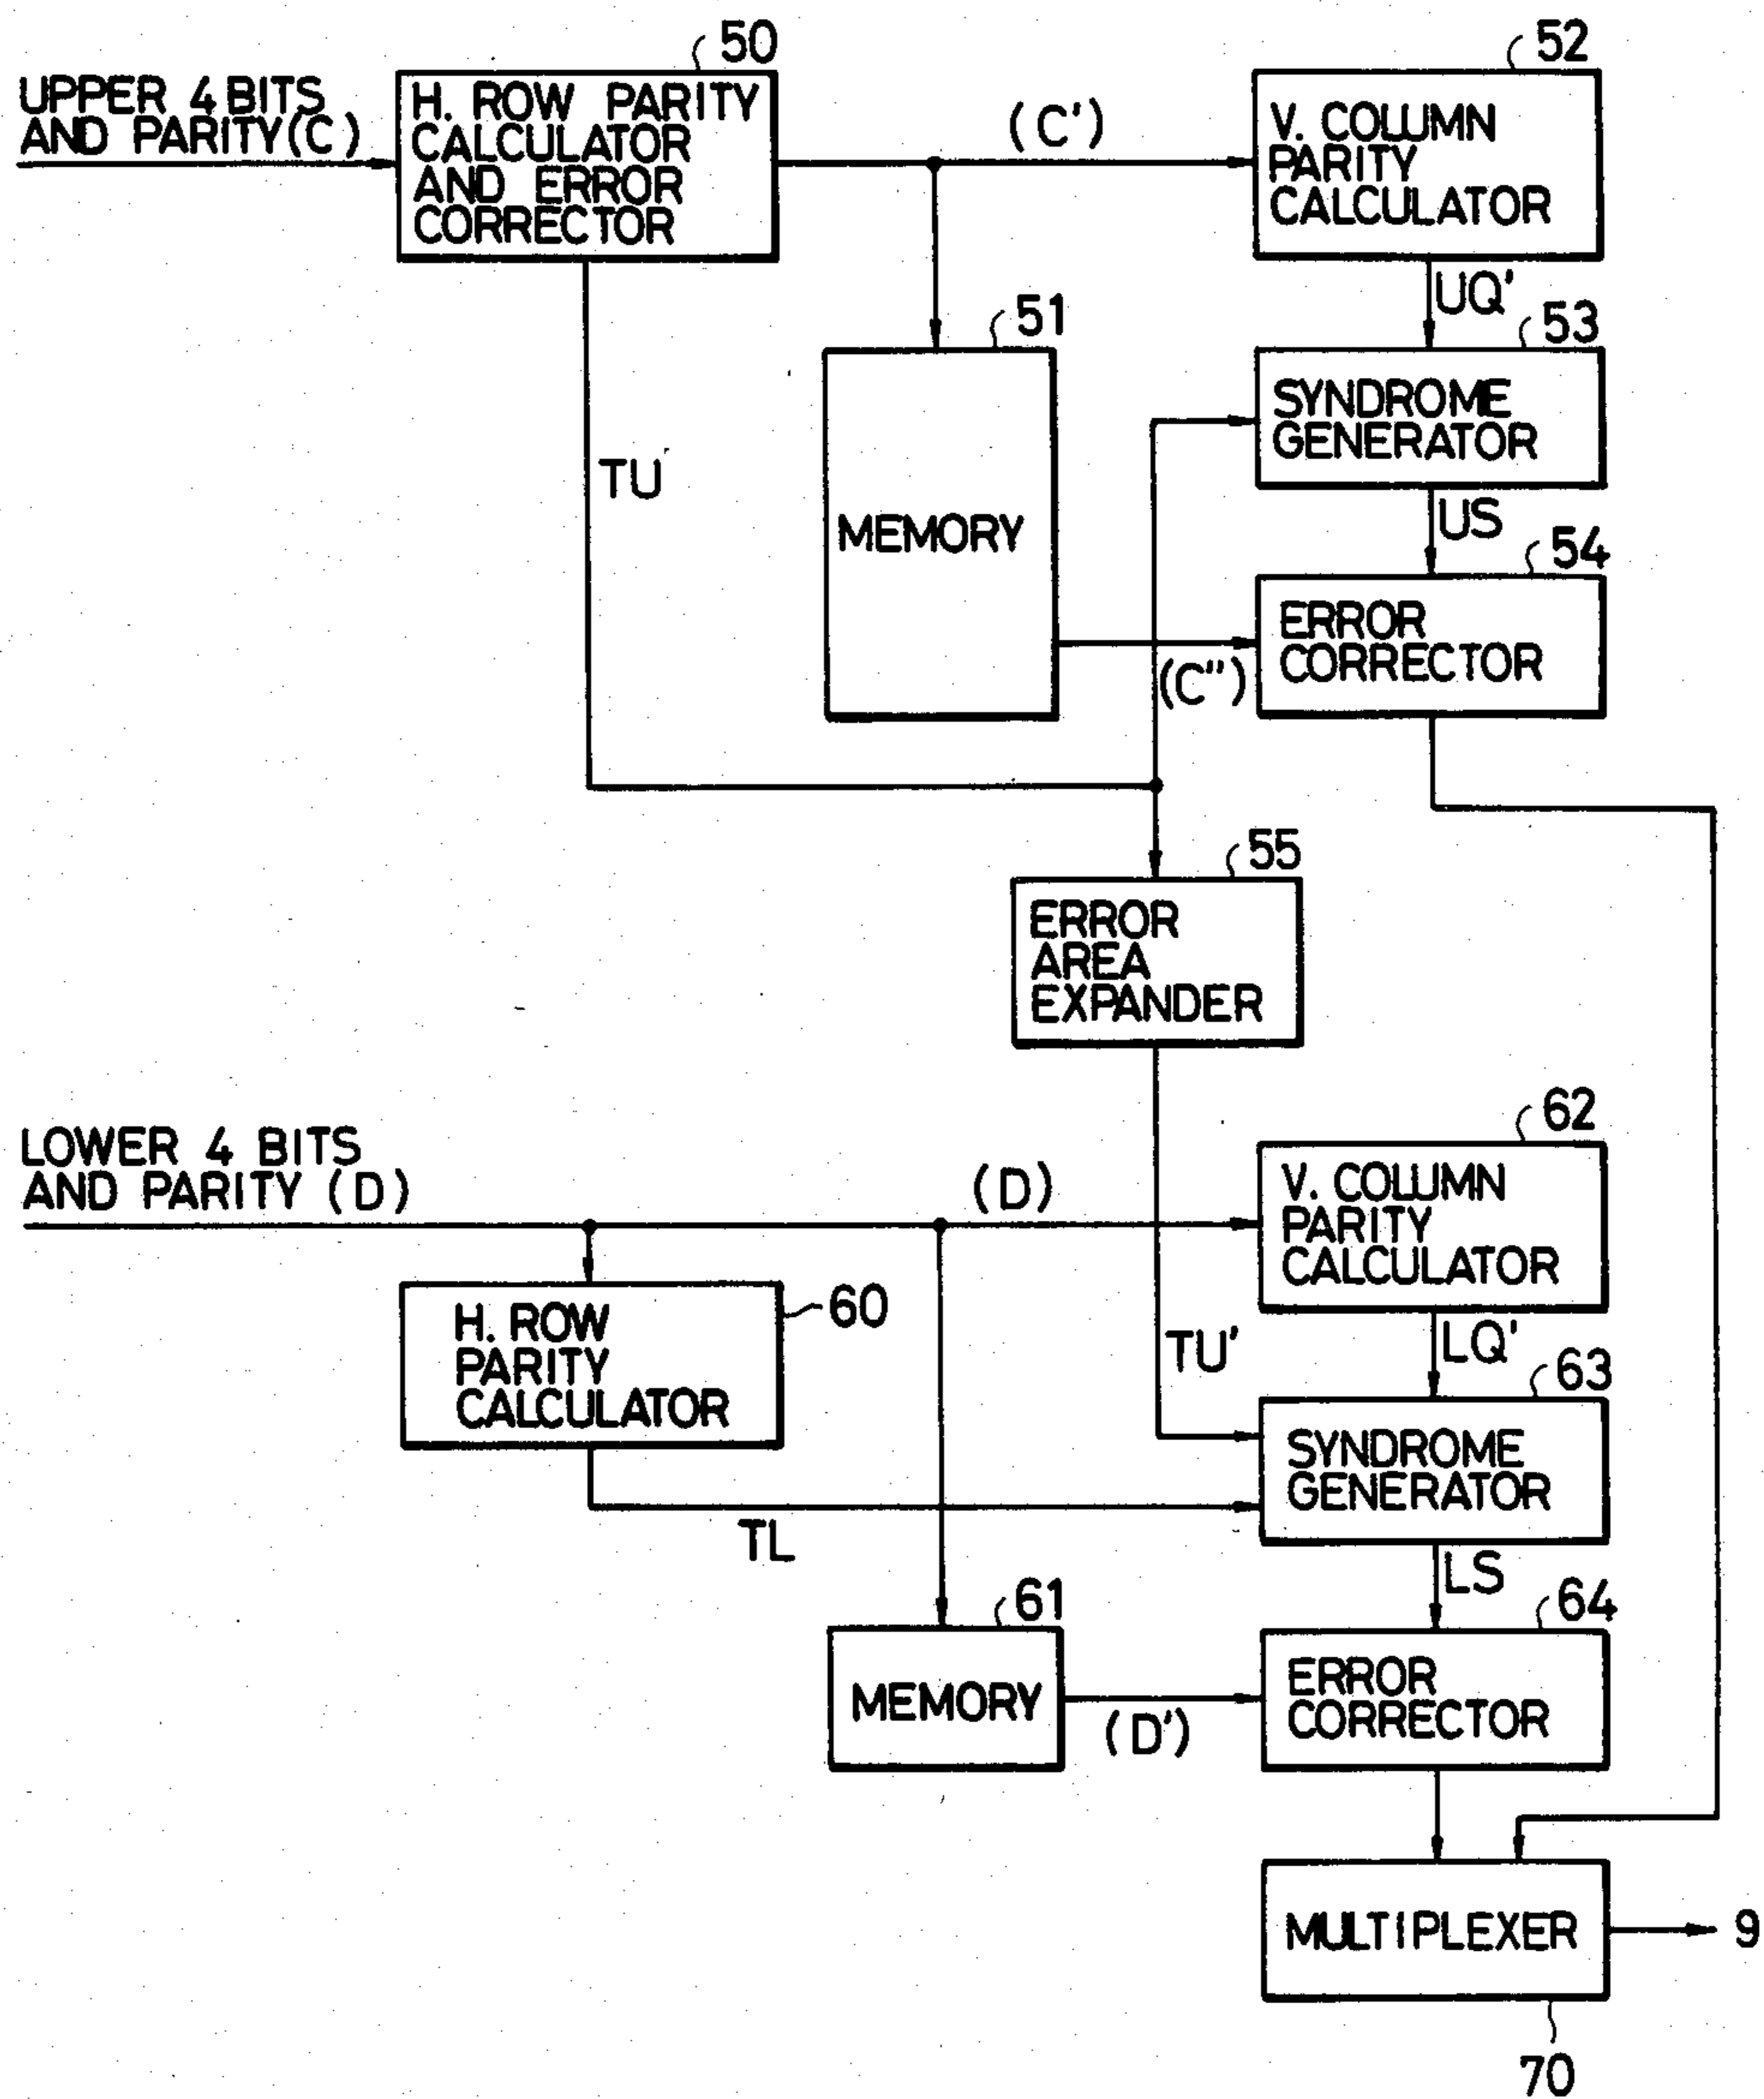 50
52
UPPER 4 BITS
AND PARITY (C)
H. ROW PARITY
CALCULATOR
AND ERROR
CORRECTOR
(C')
V. COLUMN
PARITY
CALCULATOR
UQ'
51
53
SYNDROME
GENERATOR
TU
US
MEMORY
54
ERROR
CORRECTOR
(C")
55
ERROR
AREA
EXPANDER
62
LOWER 4 BITS
AND PARITY (D)
(D)
V. COLUMN
PARITY
CALCULATOR
60
H. ROW
PARITY
CALCULATOR
TU'
LQ'
63
SYNDROME
GENERATOR
TL
LS
61
64
MEMORY
ERROR
CORRECTOR
(D')
MULTIPLEXER
9
70